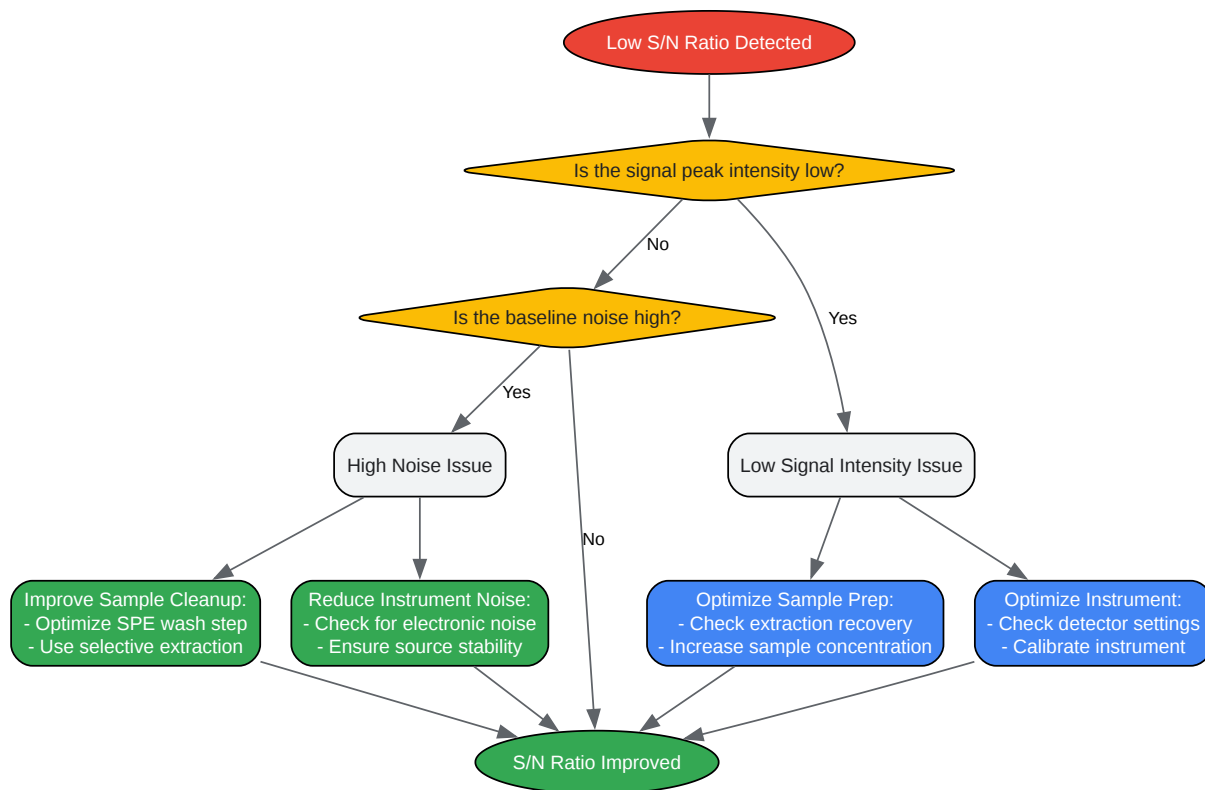 Low S/N Ratio Detected
Is the signal peak intensity low?
No
Is the baseline noise high?
Yes
Yes
High Noise Issue
Low Signal Intensity Issue
No
Improve Sample Cleanup:
- Optimize SPE wash step
- Use selective extraction
Reduce Instrument Noise:
- Check for electronic noise
- Ensure source stability
Optimize Sample Prep:
- Check extraction recovery
- Increase sample concentration
Optimize Instrument:
- Check detector settings
- Calibrate instrument
S/N Ratio Improved